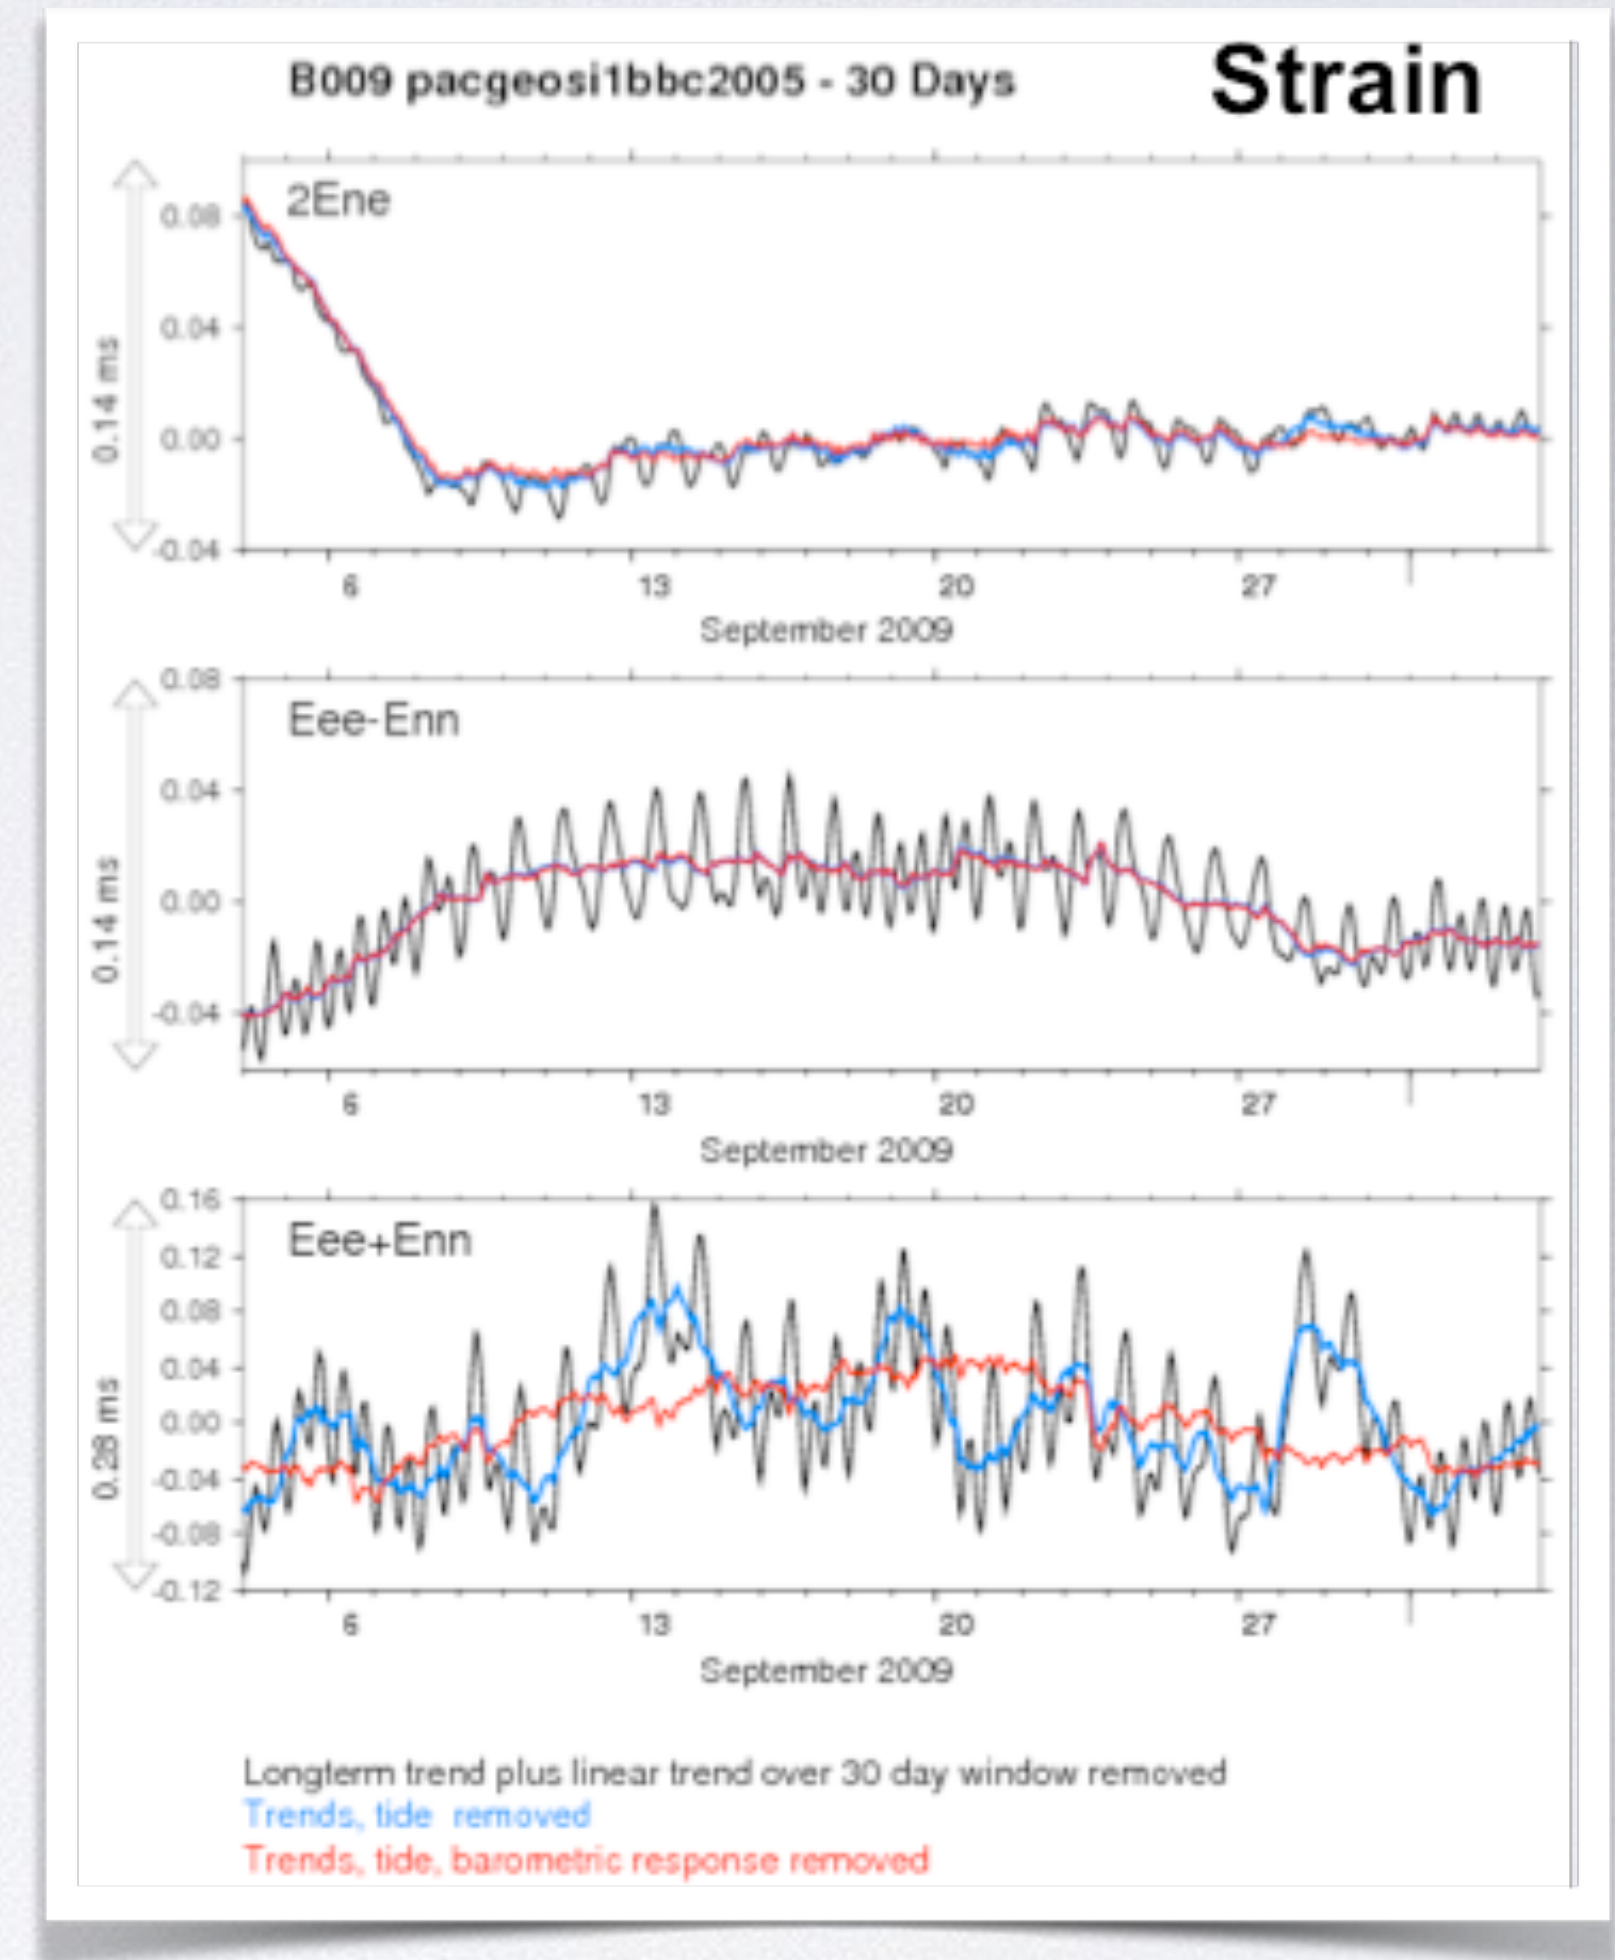 B009 pacgeosi1bbc2005 - 30 Days
Strain
2Ene
0.14 ms
0.08
0.04
0.00
-0.04
6 13 20 27
September 2009
Eee-Enn
0.14 ms
0.08
0.04
0.00
-0.04
6 13 20 27
September 2009
Eee+Enn
0.28 ms
0.16
0.12
0.08
0.04
0.00
-0.04
-0.08
-0.12
6 13 20 27
September 2009
Longterm trend plus linear trend over 30 day window removed
Trends, tide removed
Trends, tide, barometric response removed